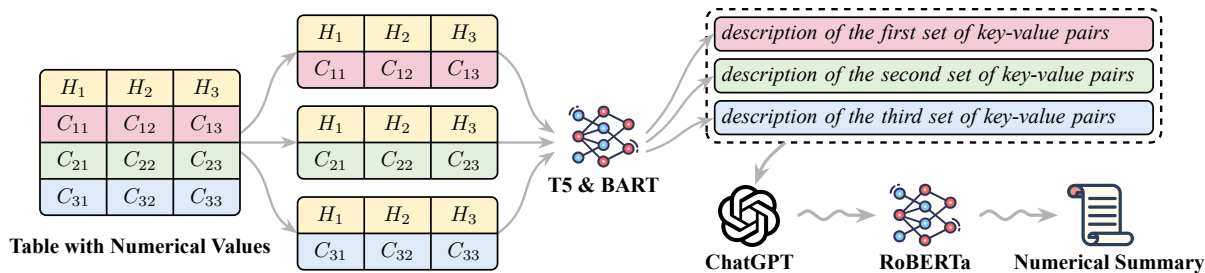 H1 H2 H3
C11 C12 C13
C21 C22 C23
C31 C32 C33
Table with Numerical Values
H1 H2 H3
C11 C12 C13
H1 H2 H3
C21 C22 C23
H1 H2 H3
C31 C32 C33
T5 & BART
description of the first set of key-value pairs
description of the second set of key-value pairs
description of the third set of key-value pairs
ChatGPT
RoBERTa
Numerical Summary